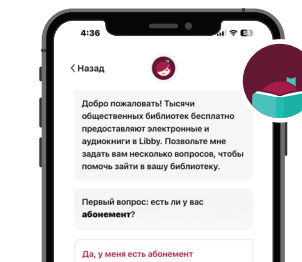 4:36
Назад
Добро пожаловать! Тысячи
общественных библиотек бесплатно
предоставляют электронные и
аудиокниги в Libby. Позвольте мне
задать вам несколько вопросов, чтобы
помочь зайти в вашу библиотеку.
Первый вопрос: есть ли у вас
абонемент?
Да, у меня есть абонемент